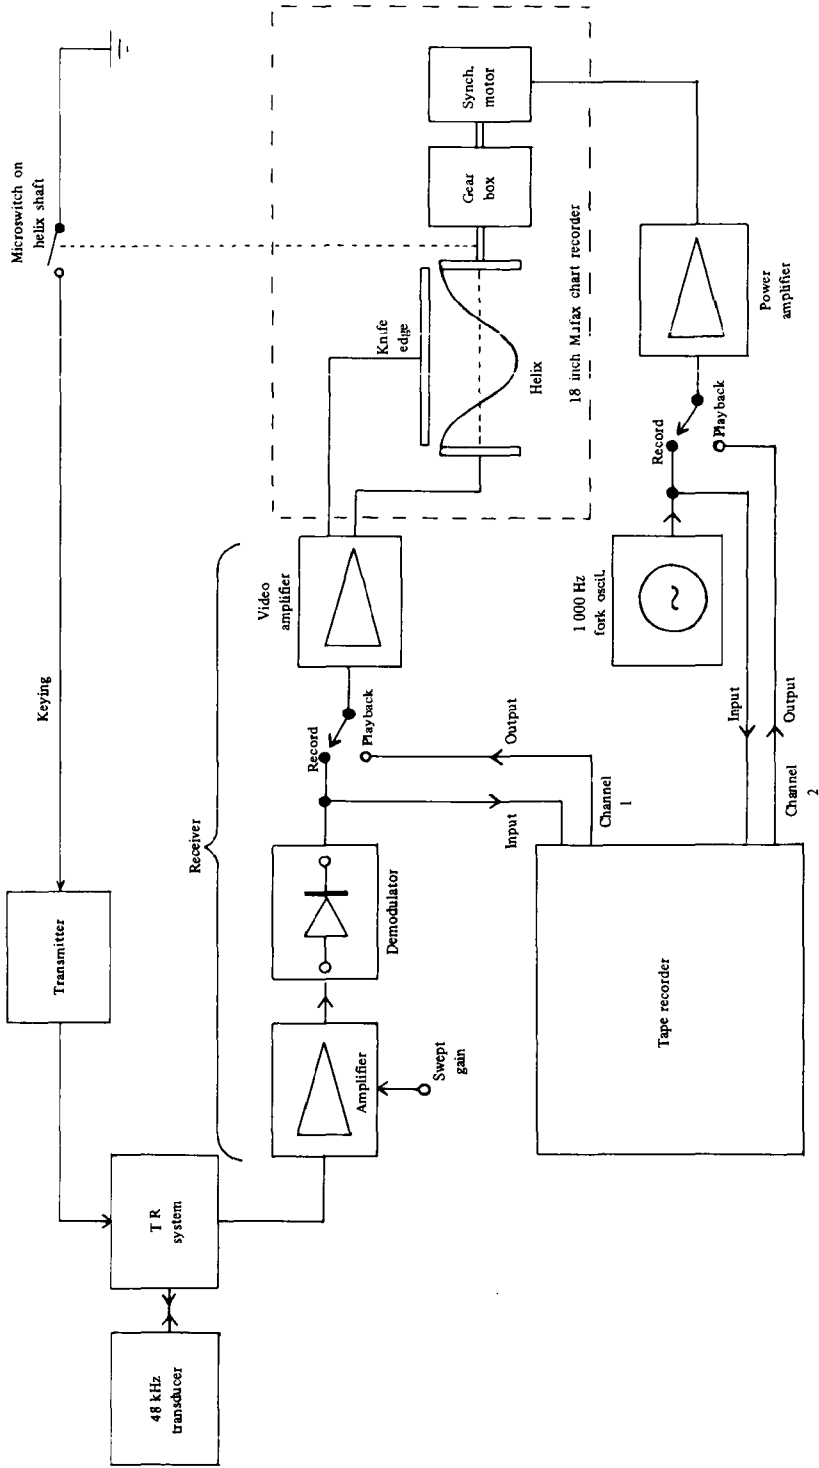 Microswitch on
helix shaft
Keying
Transmitter
48 kHz
transducer
T R
system
Receiver
Amplifier
Swept
gain
Demodulator
Record
Playback
Input
Output
Channel
1
Video
amplifier
Knife
edge
Helix
Gear
box
Synch.
motor
18 inch Mufax chart recorder
Tape recorder
Input
Output
Channel
2
1 000 Hz
fork oscil.
~
Record
Playback
Power
amplifier